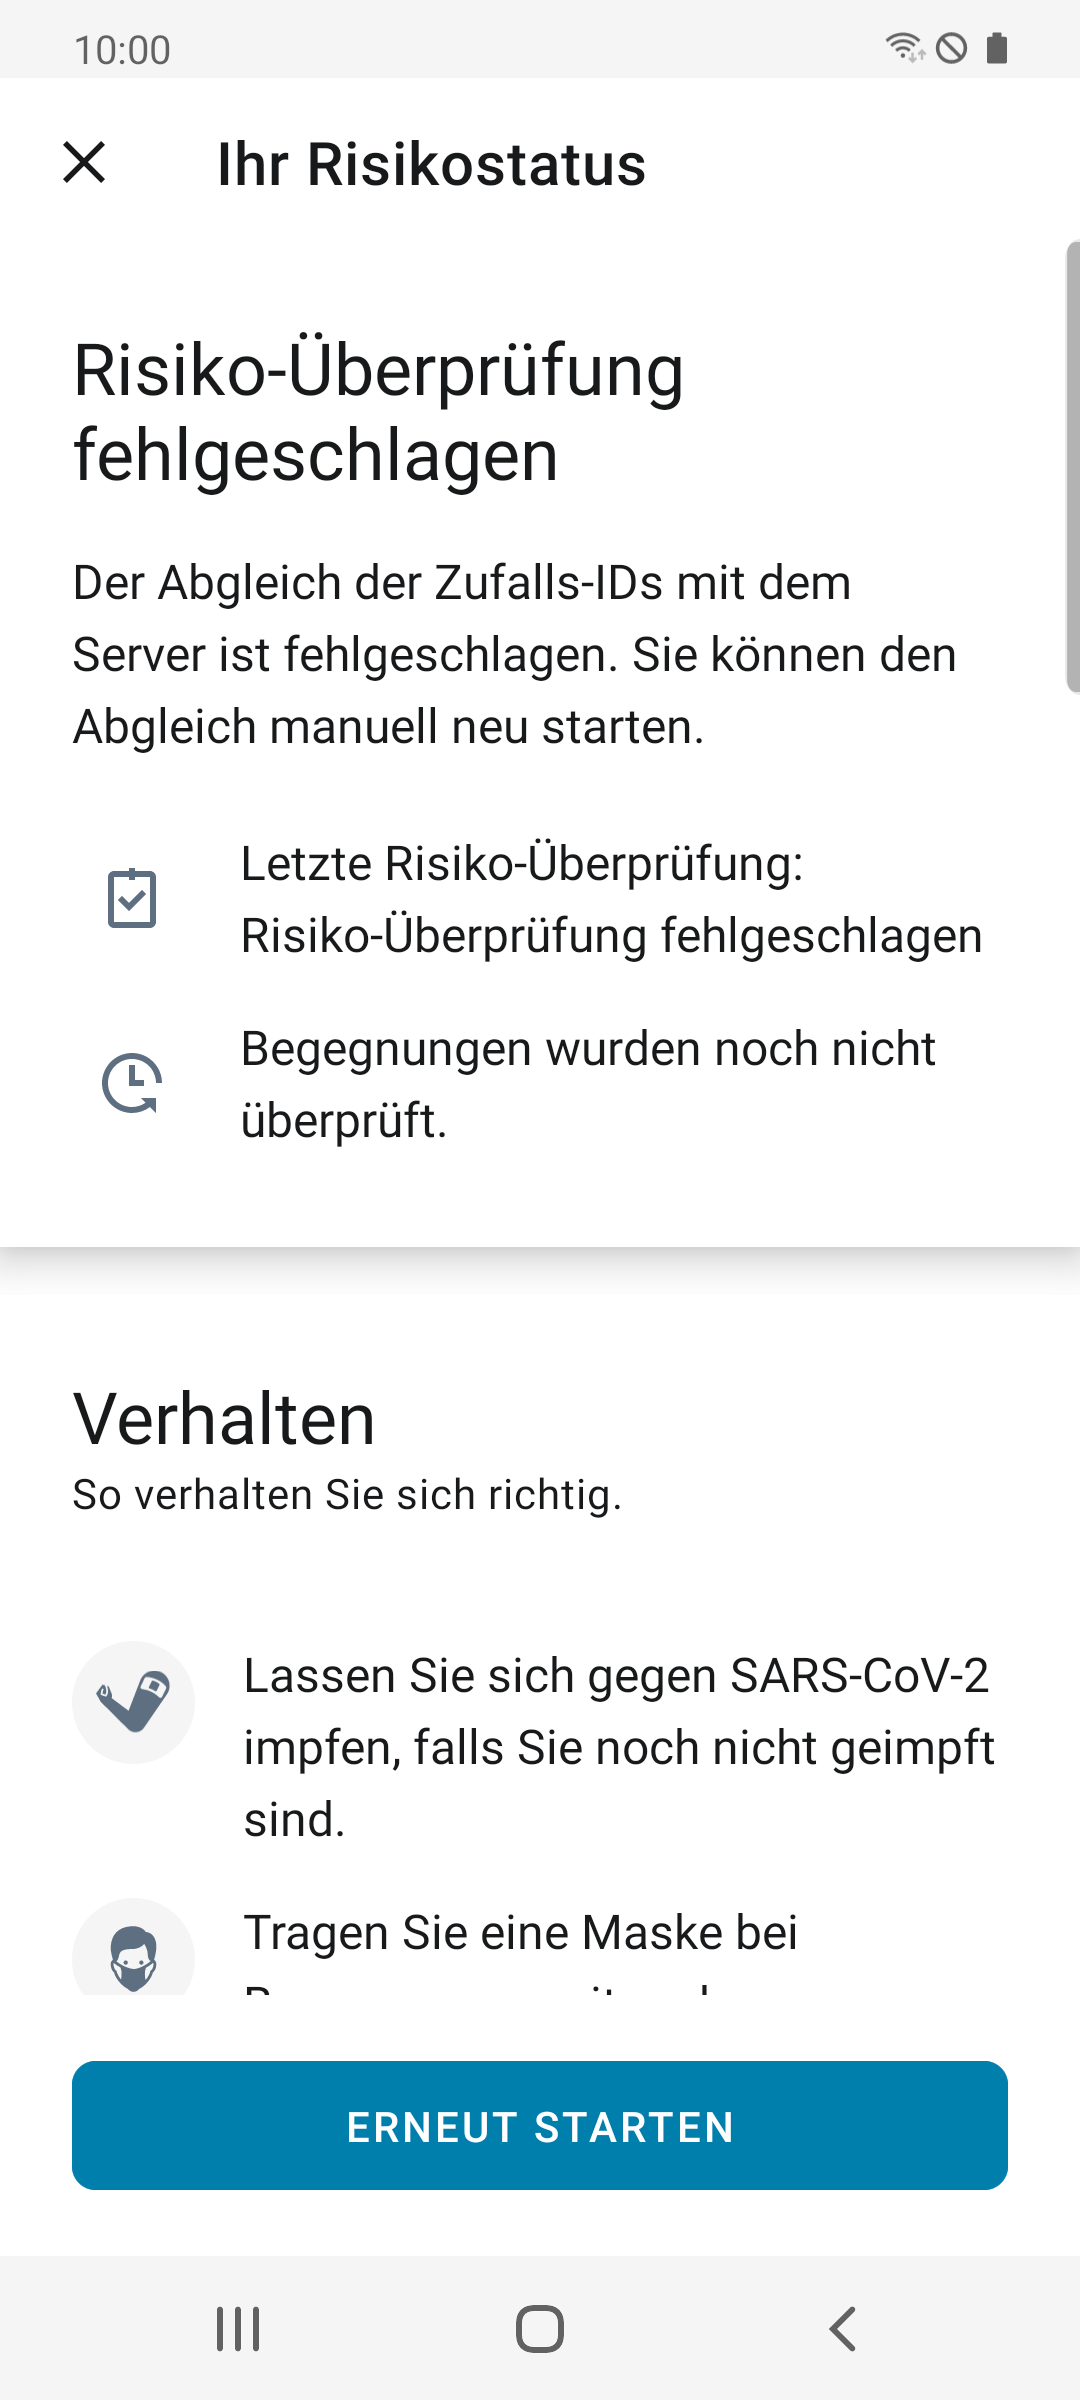 10:00
Ihr Risikostatus
Risiko-Überprüfung
fehlgeschlagen
Der Abgleich der Zufalls-IDs mit dem
Server ist fehlgeschlagen. Sie können den
Abgleich manuell neu starten.
Letzte Risiko-Überprüfung:
Risiko-Überprüfung fehlgeschlagen
Begegnungen wurden noch nicht
überprüft.
Verhalten
So verhalten Sie sich richtig.
Lassen Sie sich gegen SARS-CoV-2
impfen, falls Sie noch nicht geimpft
sind.
Tragen Sie eine Maske bei
ERNEUT STARTEN